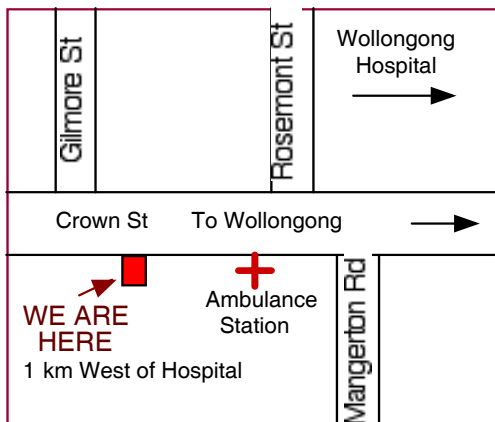 Gilmore St
Rosemont St
Wollongong
Hospital
Crown St
To Wollongong
WE ARE
HERE
1 km West of Hospital
Ambulance
Station
Mangerton Rd